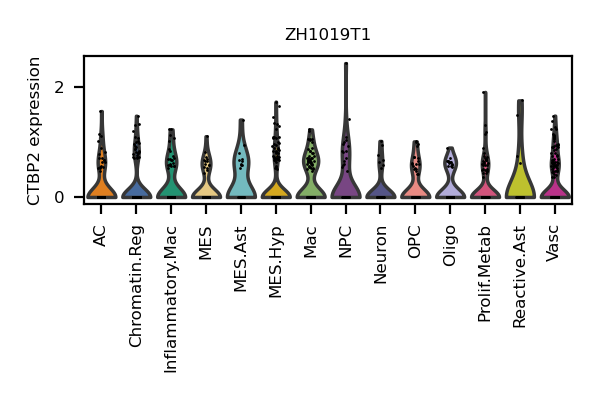 ZH1019T1
CTBP2 expression
2
0
AC
Chromatin.Reg
Inflammatory.Mac
MES
MES.Ast
MES.Hyp
Mac
NPC
Neuron
OPC
Oligo
Prolif.Metab
Reactive.Ast
Vasc